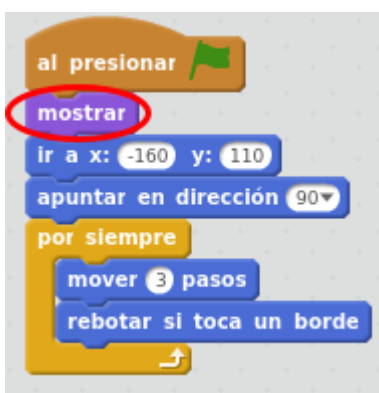 al presionar
mostrar
ir a x: -160 y: 110
apuntar en dirección 90
por siempre
mover 3 pasos
rebotar si toca un borde